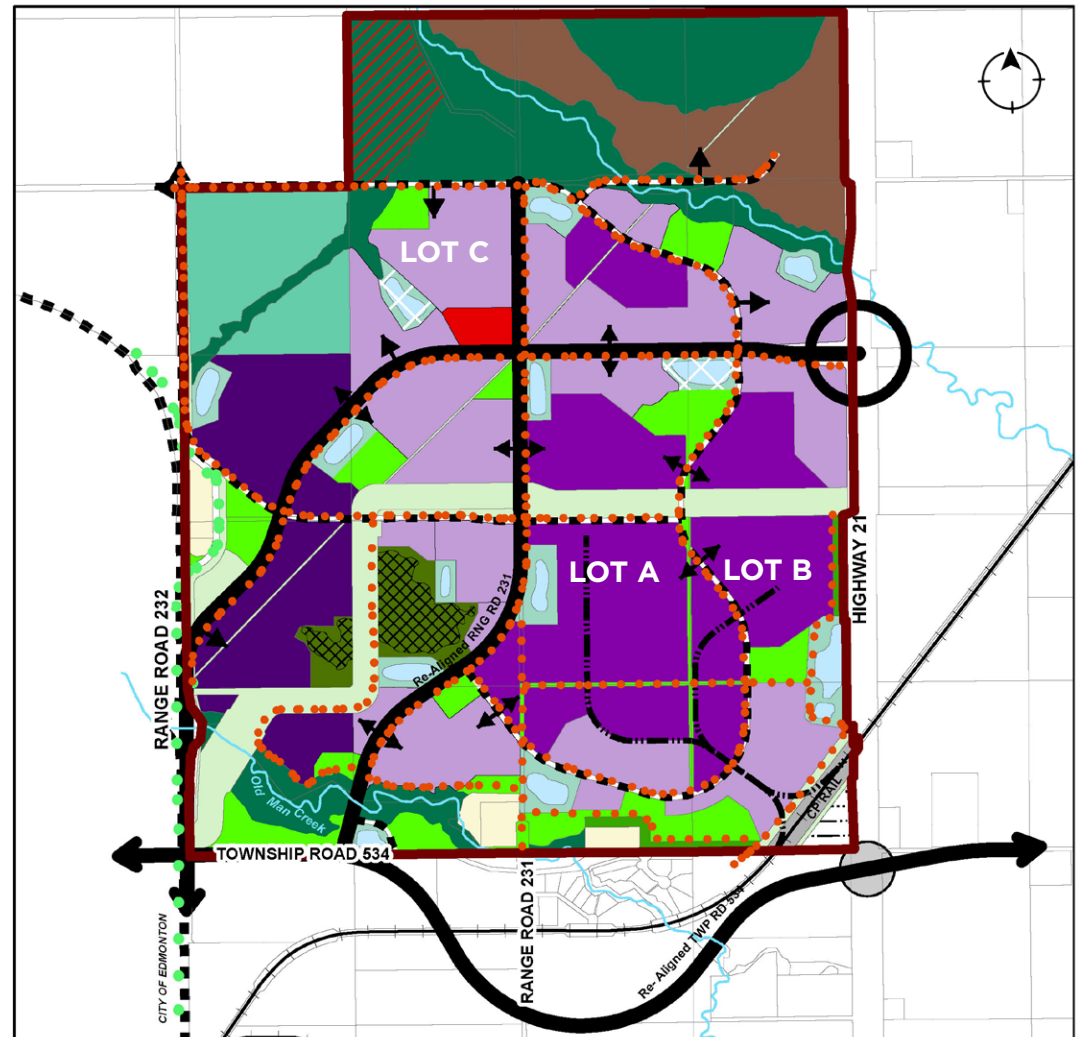 LOT C
HIGHWAY 21
LOT A
LOT B
Re-Aligned RNG RD 231
RANGE ROAD 232
Old Man Creek
CP RAIL
TOWNSHIP ROAD 534
RANGE ROAD 231
Re- Aligned TWP RD 534
CITY OF EDMONTON